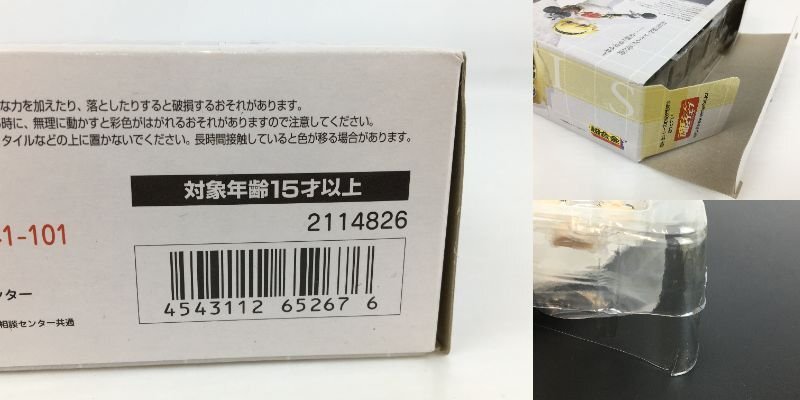 な力を加えたり、落としたりすると破損するおそれがあります。
時に、無理に動かすと彩色がはがれるおそれがありますので注意してください。
タイルなどの上に置かないでください。長時間接触していると色が移る場合があります。
対象年齢15才以上
2114826
1-101
ター
相談センター共通
4543112 65267 6
超合金
I S